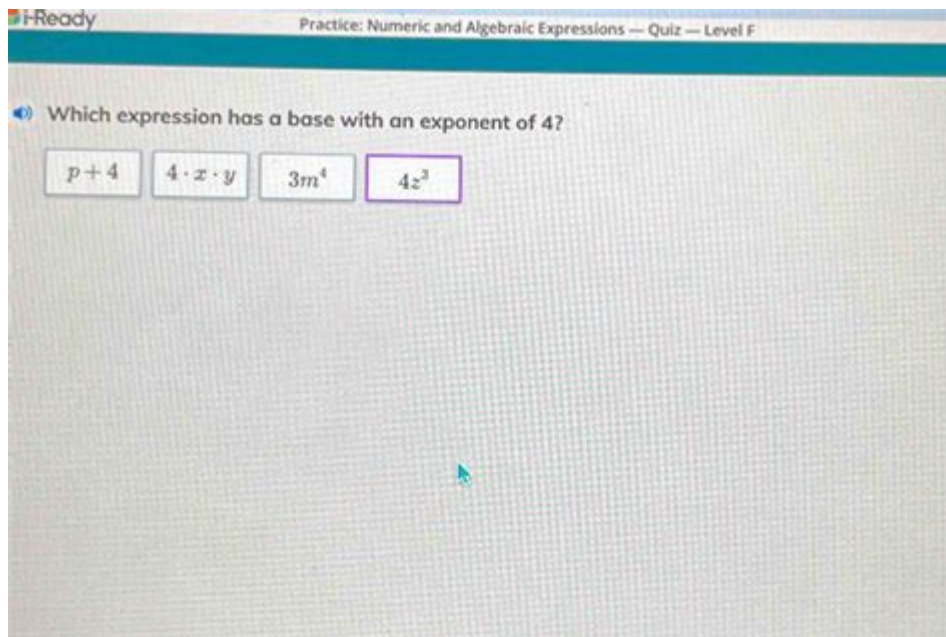 i-Ready
Practice: Numeric and Algebraic Expressions — Quiz — Level F
Which expression has a base with an exponent of 4?
p + 4 4 · x · y 3m⁴ 4z³